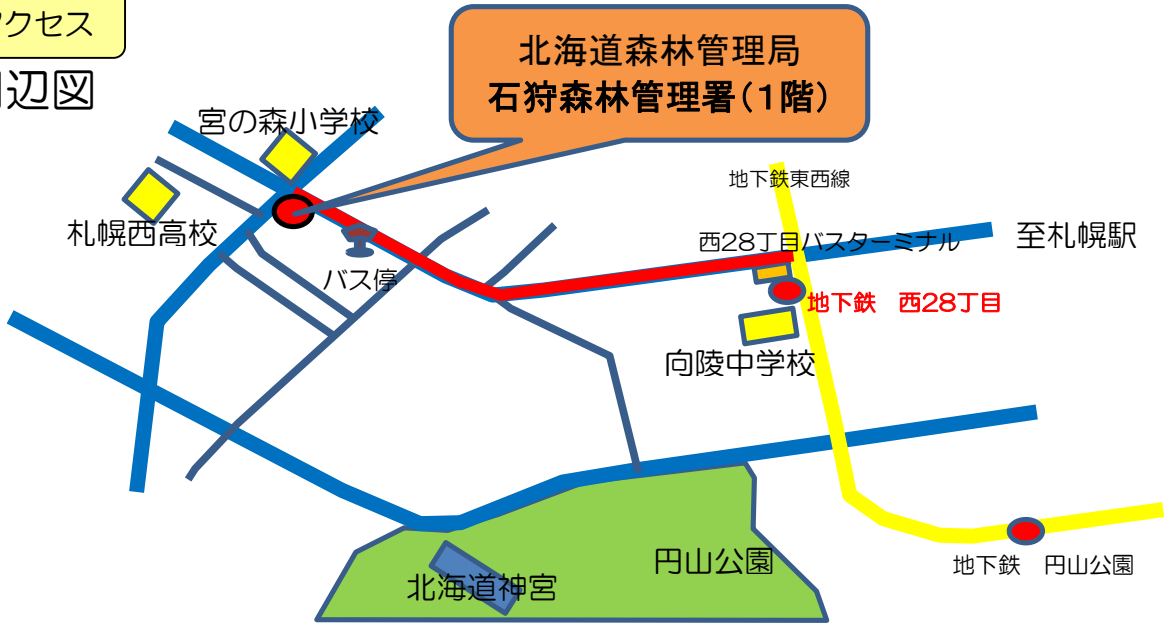 クセス
辺図
北海道森林管理局
石狩森林管理署(1階)
宮の森小学校
地下鉄東西線
札幌西高校
西28丁目バスターミナル
至札幌駅
バス停
地下鉄　西28丁目
向陵中学校
円山公園
地下鉄　円山公園
北海道神宮